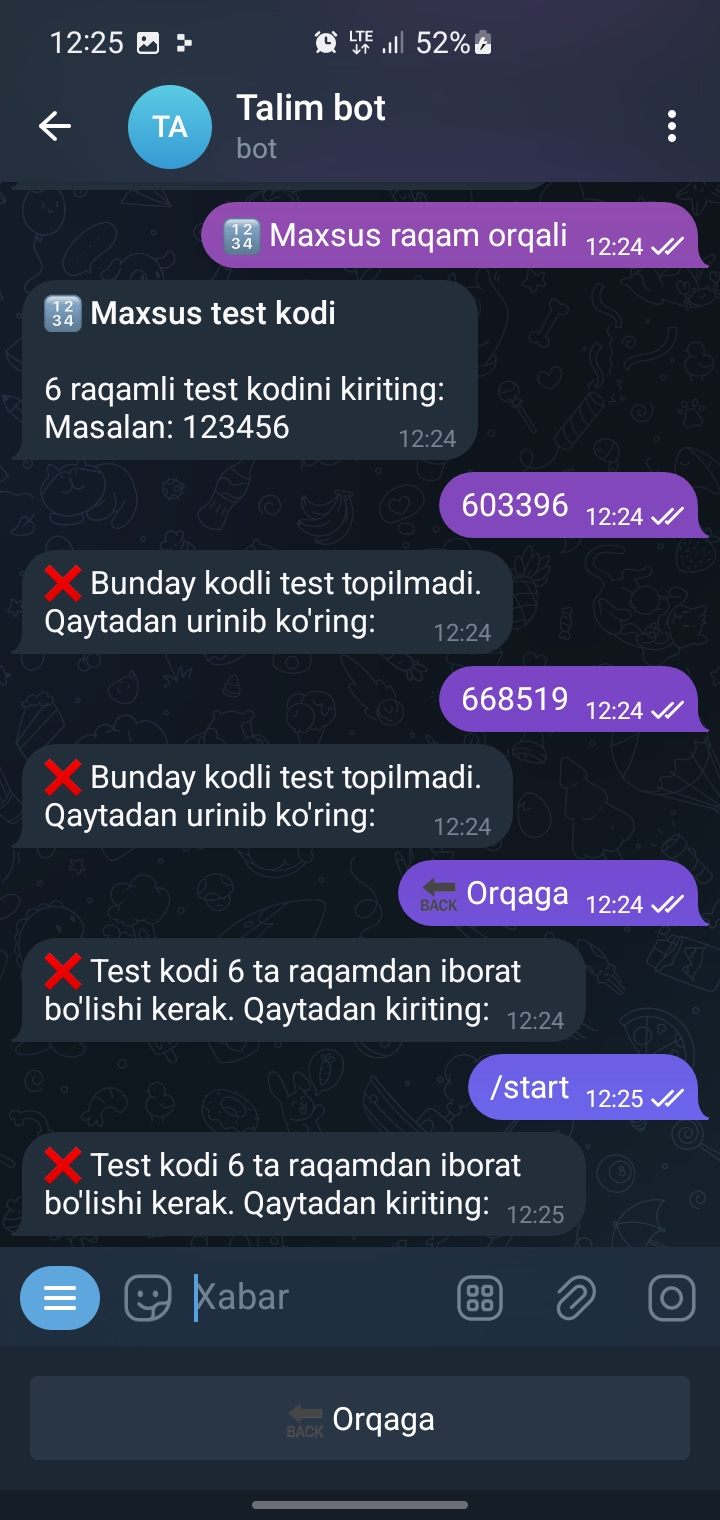 12:25 LTE 52%
TA Talim bot
bot
🔢 Maxsus raqam orqali 12:24
🔢 Maxsus test kodi
6 raqamli test kodini kiriting:
Masalan: 123456 12:24
603396 12:24
❌ Bunday kodli test topilmadi.
Qaytadan urinib ko'ring: 12:24
668519 12:24
❌ Bunday kodli test topilmadi.
Qaytadan urinib ko'ring: 12:24
🔙 Orqaga 12:24
❌ Test kodi 6 ta raqamdan iborat
bo'lishi kerak. Qaytadan kiriting: 12:24
/start 12:25
❌ Test kodi 6 ta raqamdan iborat
bo'lishi kerak. Qaytadan kiriting: 12:25
Xabar
🔙 Orqaga